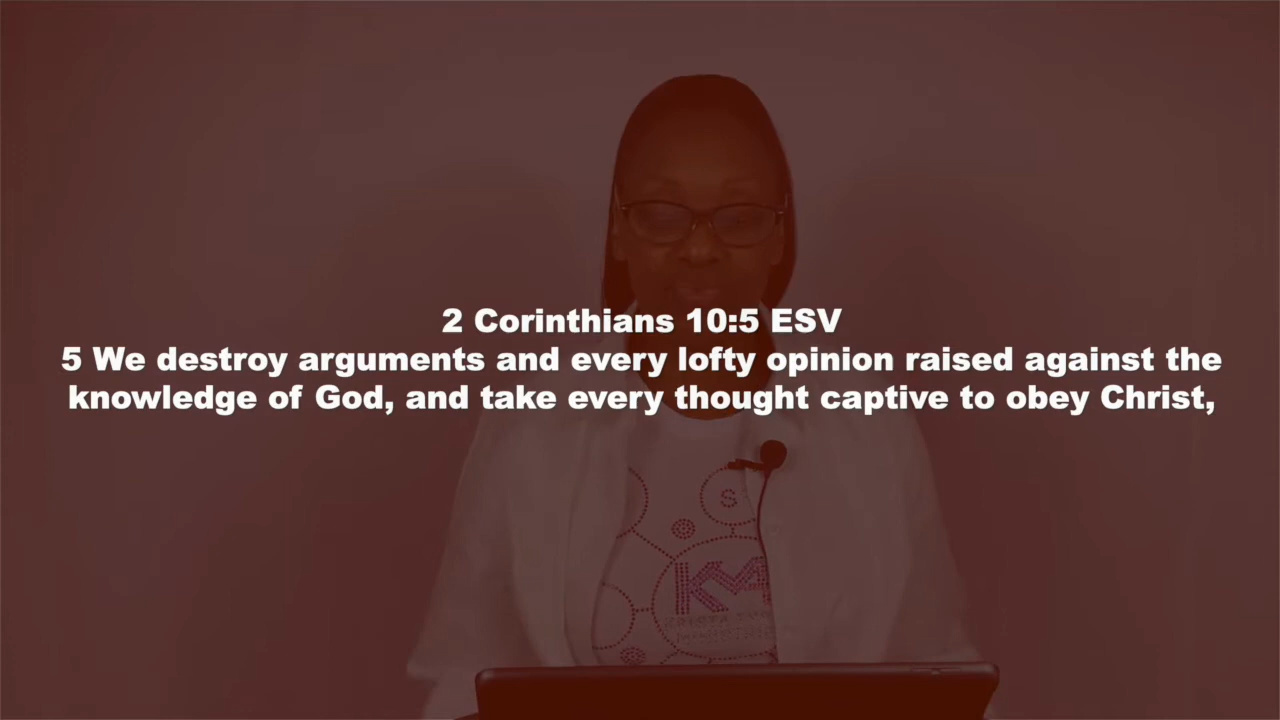 2 Corinthians 10:5 ESV
5 We destroy arguments and every lofty opinion raised against the
knowledge of God, and take every thought captive to obey Christ,
S